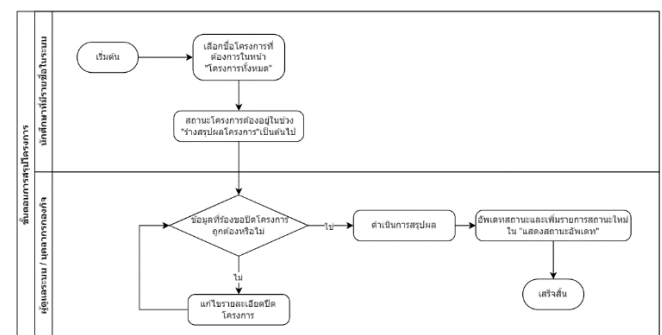 ขั้นตอนการสรุปโครงการ
นักศึกษาที่มีรายชื่อในระบบ
เริ่มต้น
เลือกชื่อโครงการที่
ต้องการในหน้า
"โครงการทั้งหมด"
สถานะโครงการต้องอยู่ในช่วง
"ร่างสรุปผลโครงการ"เป็นต้นไป
ผู้ดูแลระบบ / บุคลากรกองกิจ
ข้อมูลที่ร้องขอปิดโครงการ
ถูกต้องหรือไม่
ใช่
ดำเนินการสรุปผล
อัพเดทสถานะและเพิ่มรายการสถานะใหม่
ใน "แสดงสถานะอัพเดท"
ไม่
แก้ไขรายละเอียดปิด
โครงการ
เสร็จสิ้น